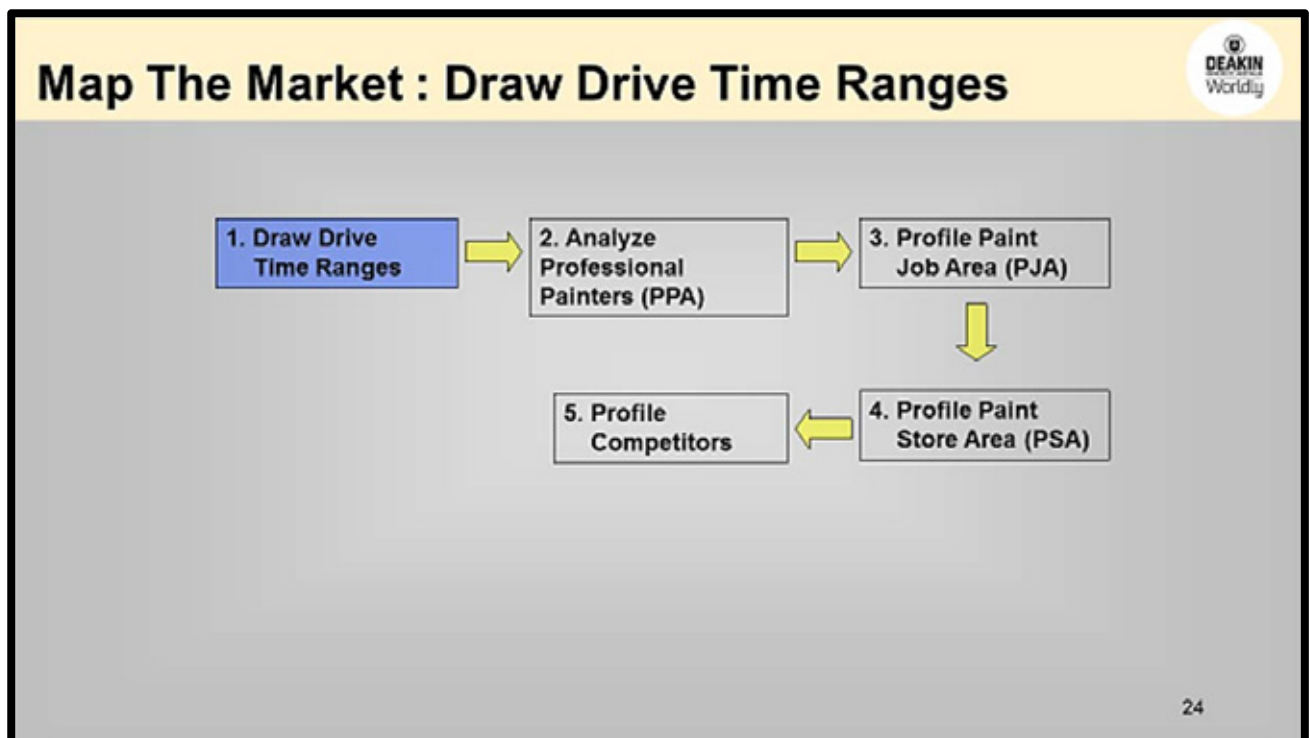 Map The Market : Draw Drive Time Ranges
DEAKIN
Worldly
1. Draw Drive
Time Ranges
2. Analyze
Professional
Painters (PPA)
3. Profile Paint
Job Area (PJA)
4. Profile Paint
Store Area (PSA)
5. Profile
Competitors
24